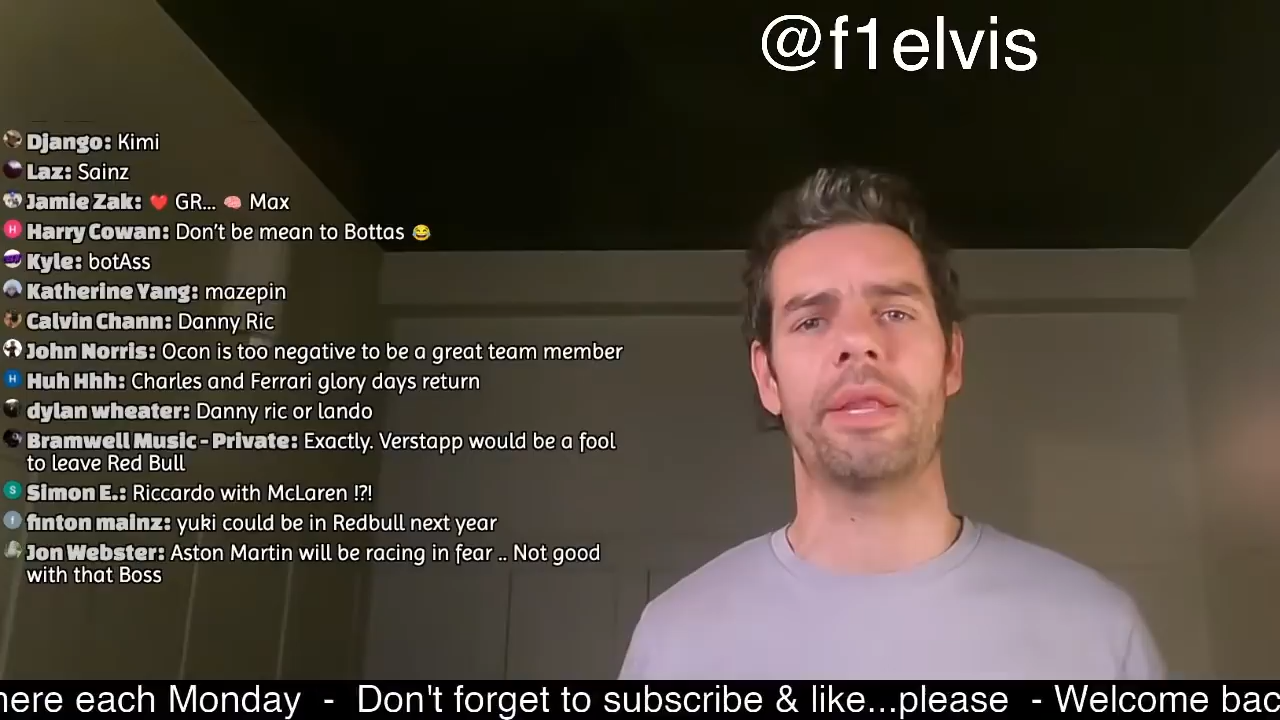 @f1elvis
Django: Kimi
Laz: Sainz
Jamie Zak: ❤️ GR... 🧠 Max
Harry Cowan: Don't be mean to Bottas 😂
Kyle: botAss
Katherine Yang: mazepin
Calvin Chann: Danny Ric
John Norris: Ocon is too negative to be a great team member
Huh Hhh: Charles and Ferrari glory days return
dylan wheater: Danny ric or lando
Bramwell Music - Private: Exactly. Verstapp would be a fool
to leave Red Bull
Simon E.: Riccardo with McLaren !?!
finton mainz: yuki could be in Redbull next year
Jon Webster: Aston Martin will be racing in fear .. Not good
with that Boss
here each Monday - Don't forget to subscribe & like...please - Welcome bac